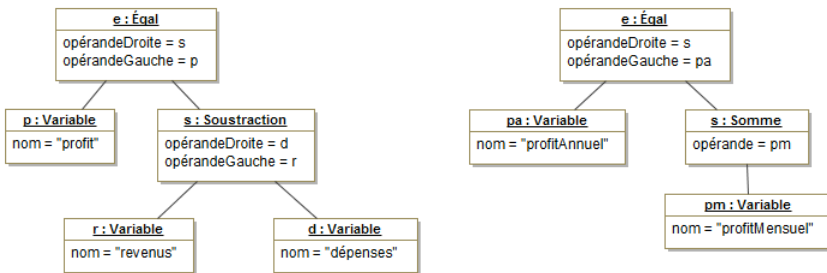 e : Égal
opérandeDroite = s
opérandeGauche = p
p : Variable
nom = "profit"
s : Soustraction
opérandeDroite = d
opérandeGauche = r
r : Variable
nom = "revenus"
d : Variable
nom = "dépenses"
e : Égal
opérandeDroite = s
opérandeGauche = pa
pa : Variable
nom = "profitAnnuel"
s : Somme
opérande = pm
pm : Variable
nom = "profitMensuel"